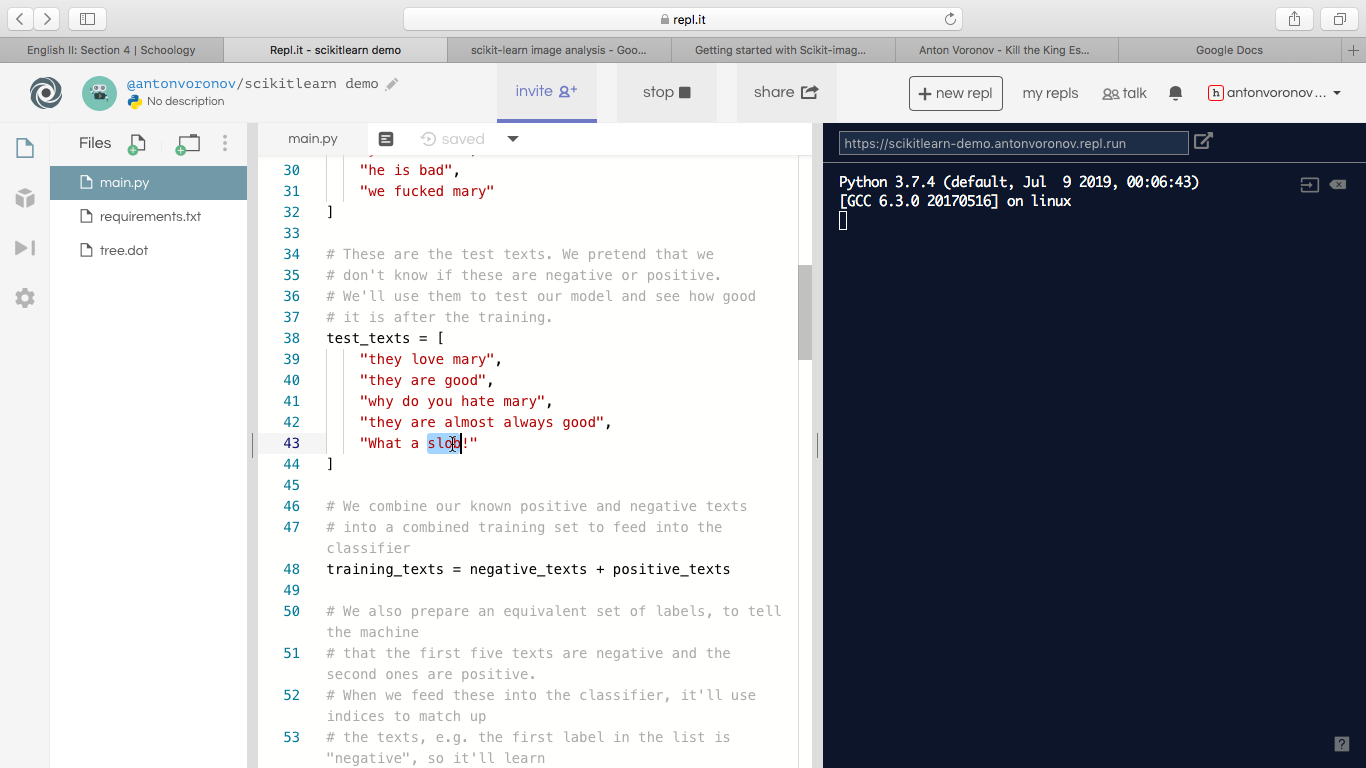 repl.it
English II: Section 4 | Schoology
Repl.it - scikitlearn demo
scikit-learn image analysis - Goo...
Getting started with Scikit-imag...
Anton Voronov - Kill the King Es...
Google Docs
@antonvoronov/scikitlearn demo
No description
invite
stop
share
+ new repl
my repls
talk
h antonvoronov...
Files
main.py
requirements.txt
tree.dot
main.py
saved
30 "he is bad",
31 "we fucked mary"
32 ]
33
34 # These are the test texts. We pretend that we
35 # don't know if these are negative or positive.
36 # We'll use them to test our model and see how good
37 # it is after the training.
38 test_texts = [
39 "they love mary",
40 "they are good",
41 "why do you hate mary",
42 "they are almost always good",
43 "What a slob!"
44 ]
45
46 # We combine our known positive and negative texts
47 # into a combined training set to feed into the
classifier
48 training_texts = negative_texts + positive_texts
49
50 # We also prepare an equivalent set of labels, to tell
the machine
51 # that the first five texts are negative and the
second ones are positive.
52 # When we feed these into the classifier, it'll use
indices to match up
53 # the texts, e.g. the first label in the list is
"negative", so it'll learn
https://scikitlearn-demo.antonvoronov.repl.run
Python 3.7.4 (default, Jul  9 2019, 00:06:43)
[GCC 6.3.0 20170516] on linux
?